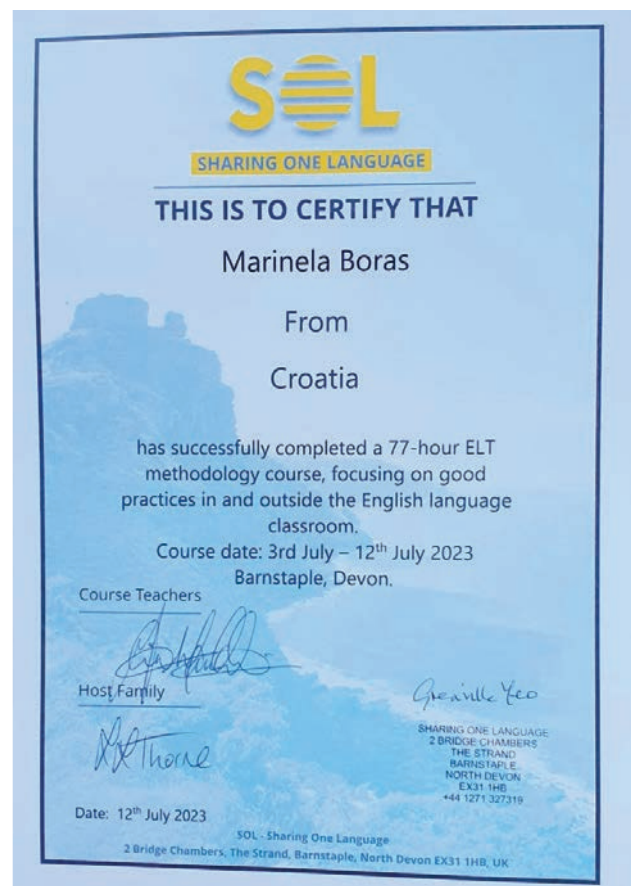 SOL
SHARING ONE LANGUAGE
THIS IS TO CERTIFY THAT
Marinela Boras
From
Croatia
has successfully completed a 77-hour ELT
methodology course, focusing on good
practices in and outside the English language
classroom.
Course date: 3rd July – 12th July 2023
Barnstaple, Devon.
Course Teachers
Host Family
Grenville Yeo
SHARING ONE LANGUAGE
2 BRIDGE CHAMBERS
THE STRAND
BARNSTAPLE
NORTH DEVON
EX31 1HB
+44 1271 327319
Thorne
Date: 12th July 2023
SOL - Sharing One Language
2 Bridge Chambers, The Strand, Barnstaple, North Devon EX31 1HB, UK